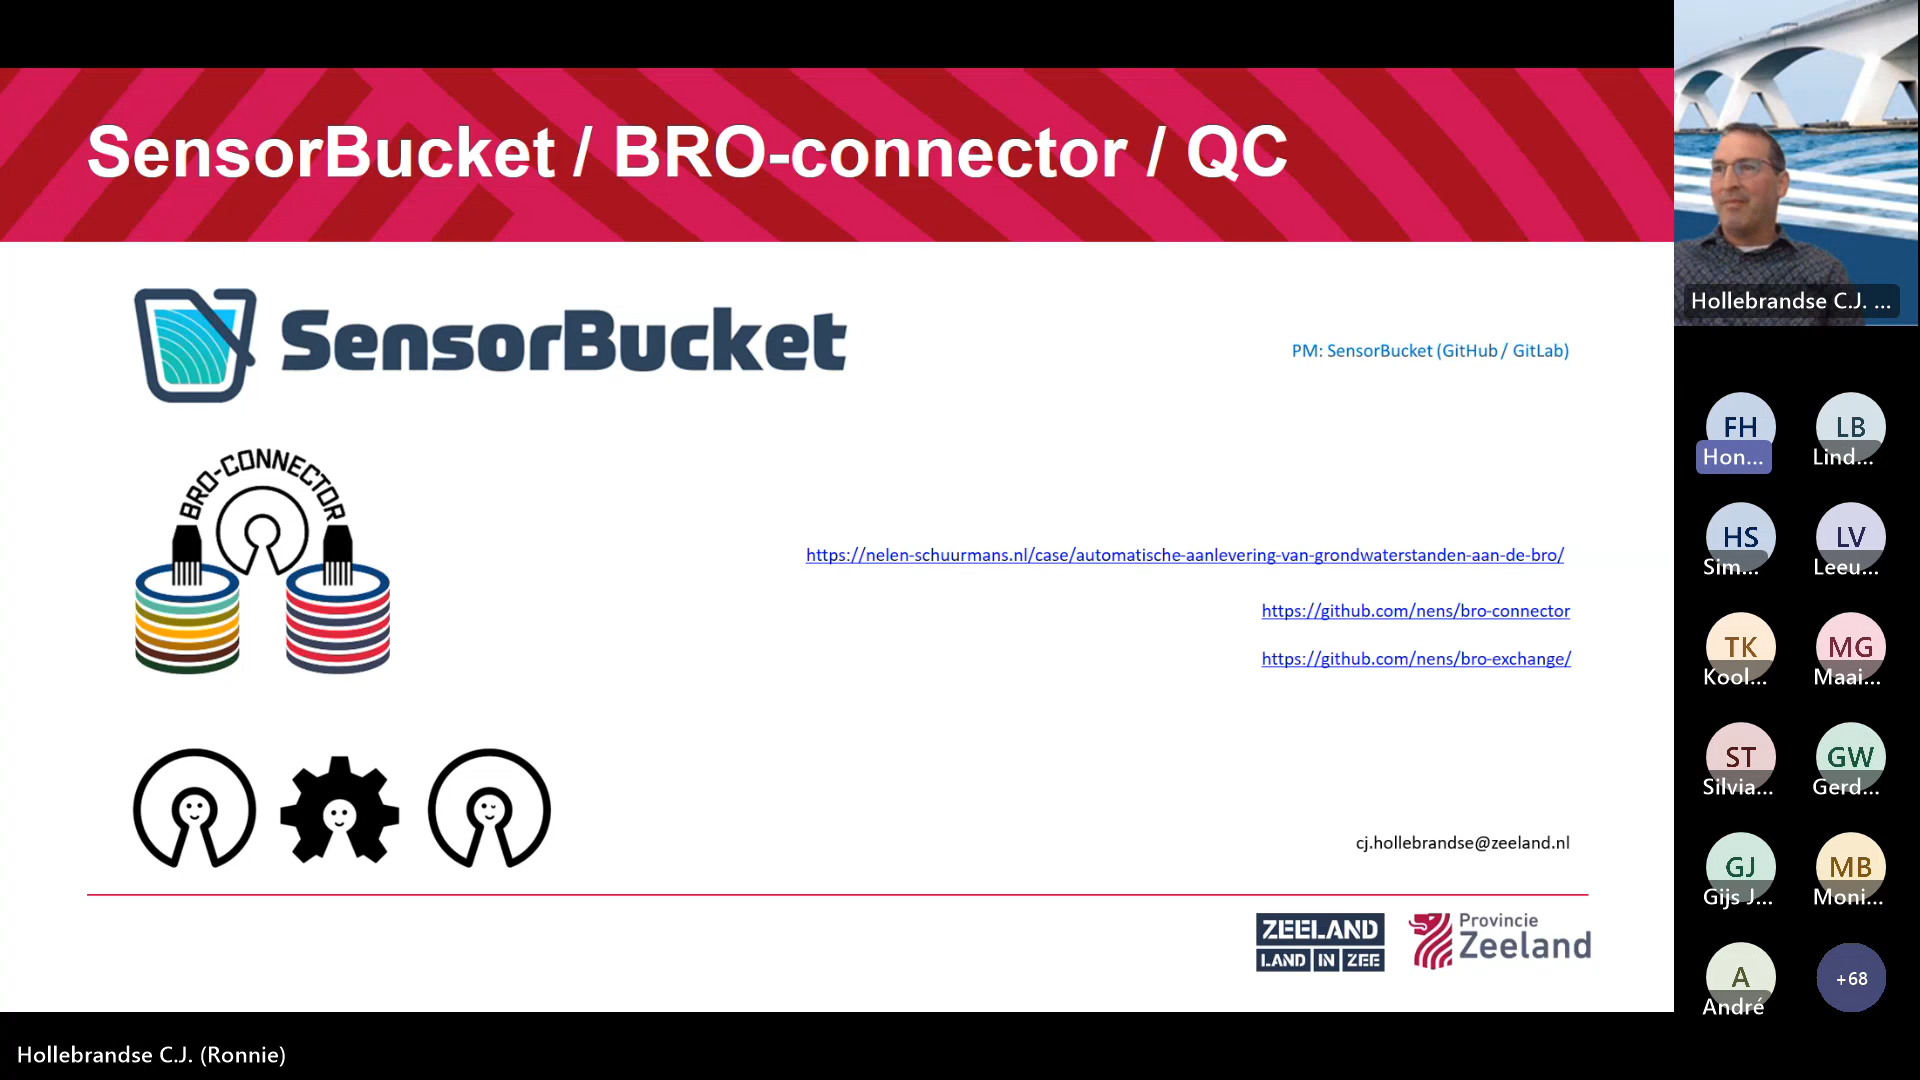 SensorBucket / BRO-connector / QC
SensorBucket
PM: SensorBucket (GitHub / GitLab)
BRO-CONNECTOR
https://nelen-schuurmans.nl/case/automatische-aanlevering-van-grondwaterstanden-aan-de-bro/
https://github.com/nens/bro-connector
https://github.com/nens/bro-exchange/
cj.hollebrandse@zeeland.nl
ZEELAND
LAND IN ZEE
Provincie
Zeeland
Hollebrandse C.J. ...
FH
Hon...
LB
Lind...
HS
Sim...
LV
Leeu...
TK
Kool...
MG
Maai...
ST
Silvia...
GW
Gerd...
GJ
Gijs J...
MB
Moni...
A
André
+68
Hollebrandse C.J. (Ronnie)